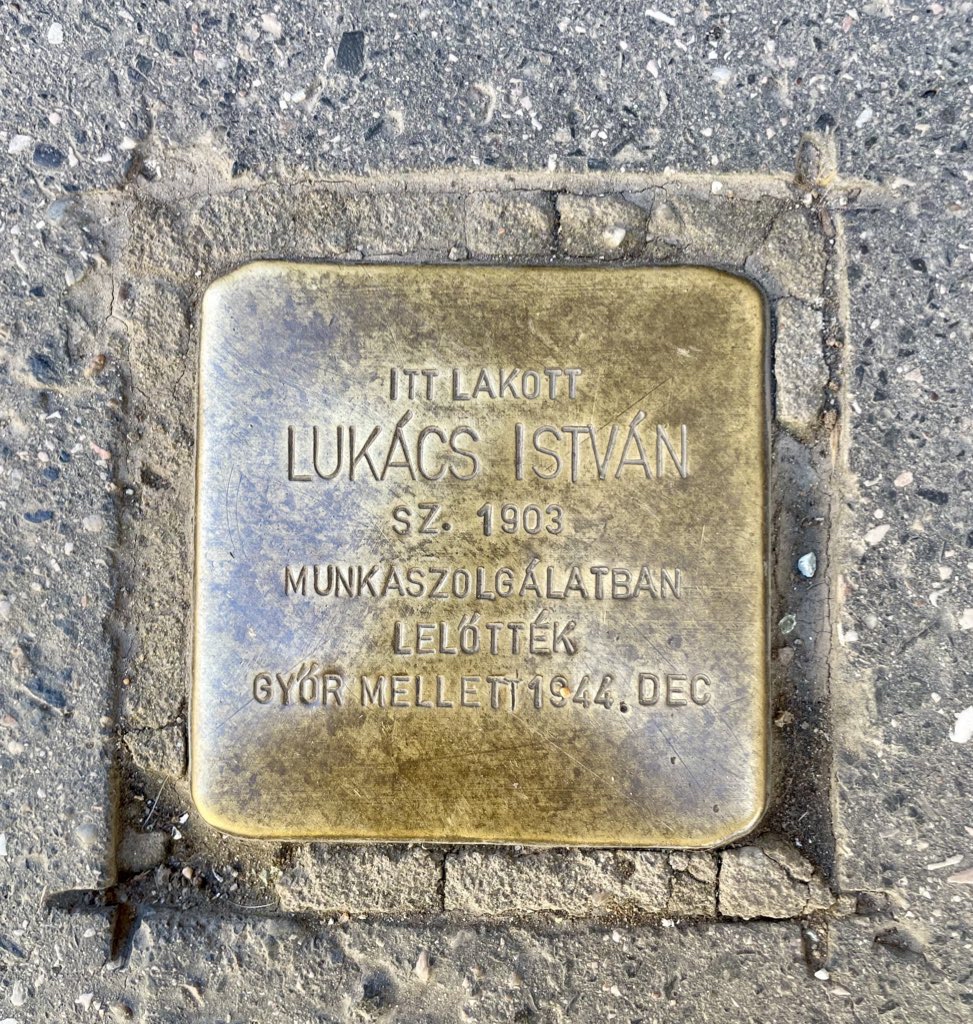 ITT LAKOTT
LUKÁCS ISTVÁN
SZ. 1903
MUNKASZOLGÁLATBAN
LELŐTTÉK
GYŐR MELLETT 1944. DEC